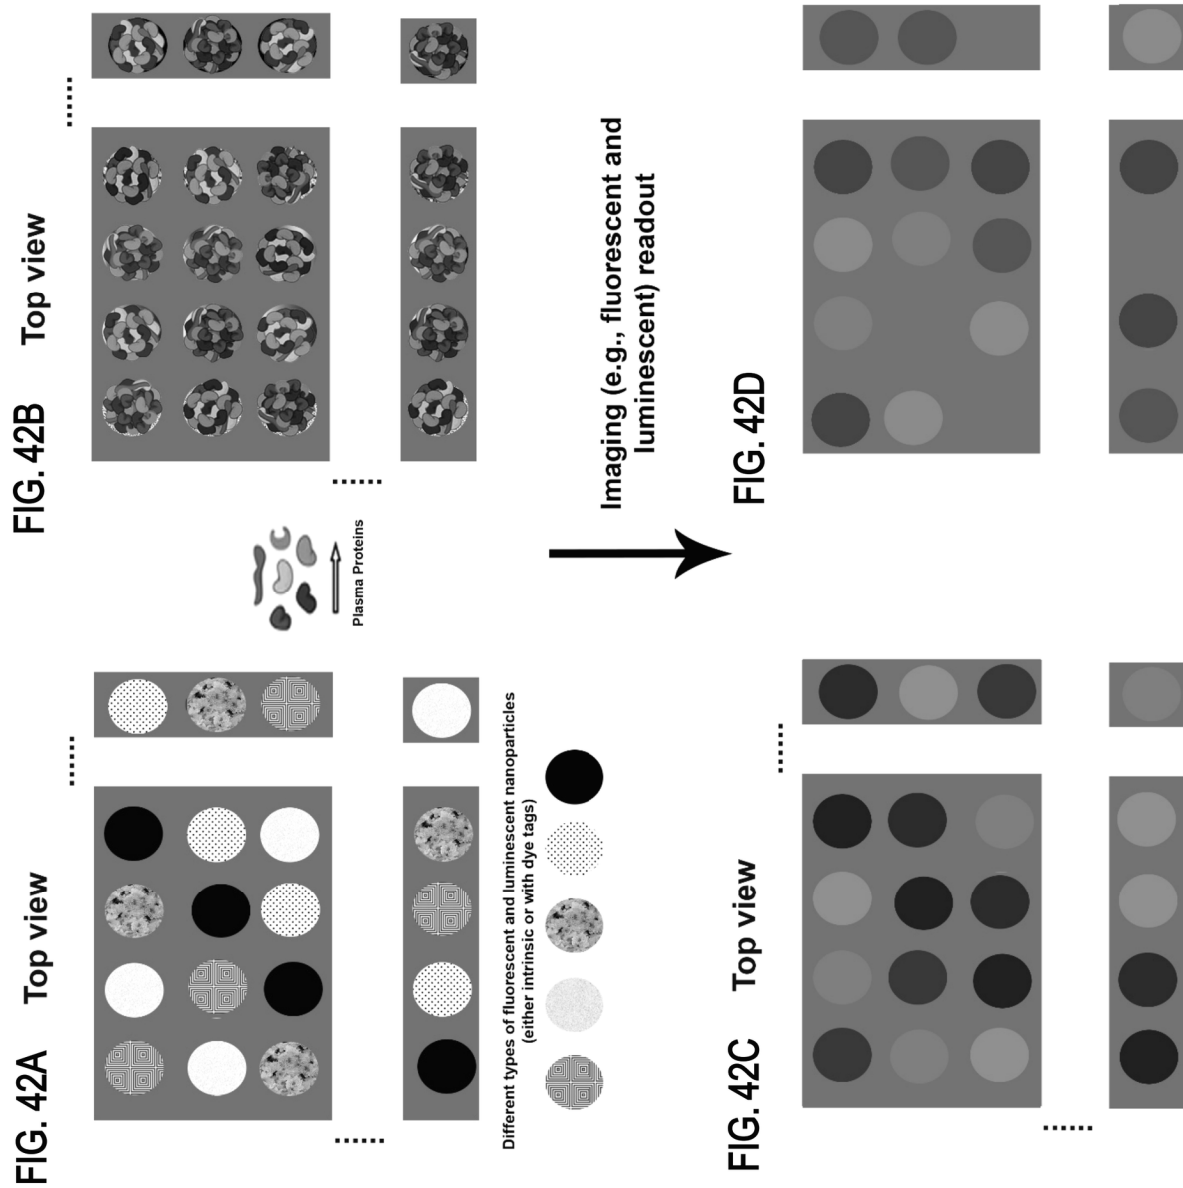 FIG. 42A
Top view
Different types of fluorescent and luminescent nanoparticles
(either intrinsic or with dye tags)
Plasma Proteins
FIG. 42B
Top view
Imaging (e.g., fluorescent and
luminescent) readout
FIG. 42C
Top view
FIG. 42D